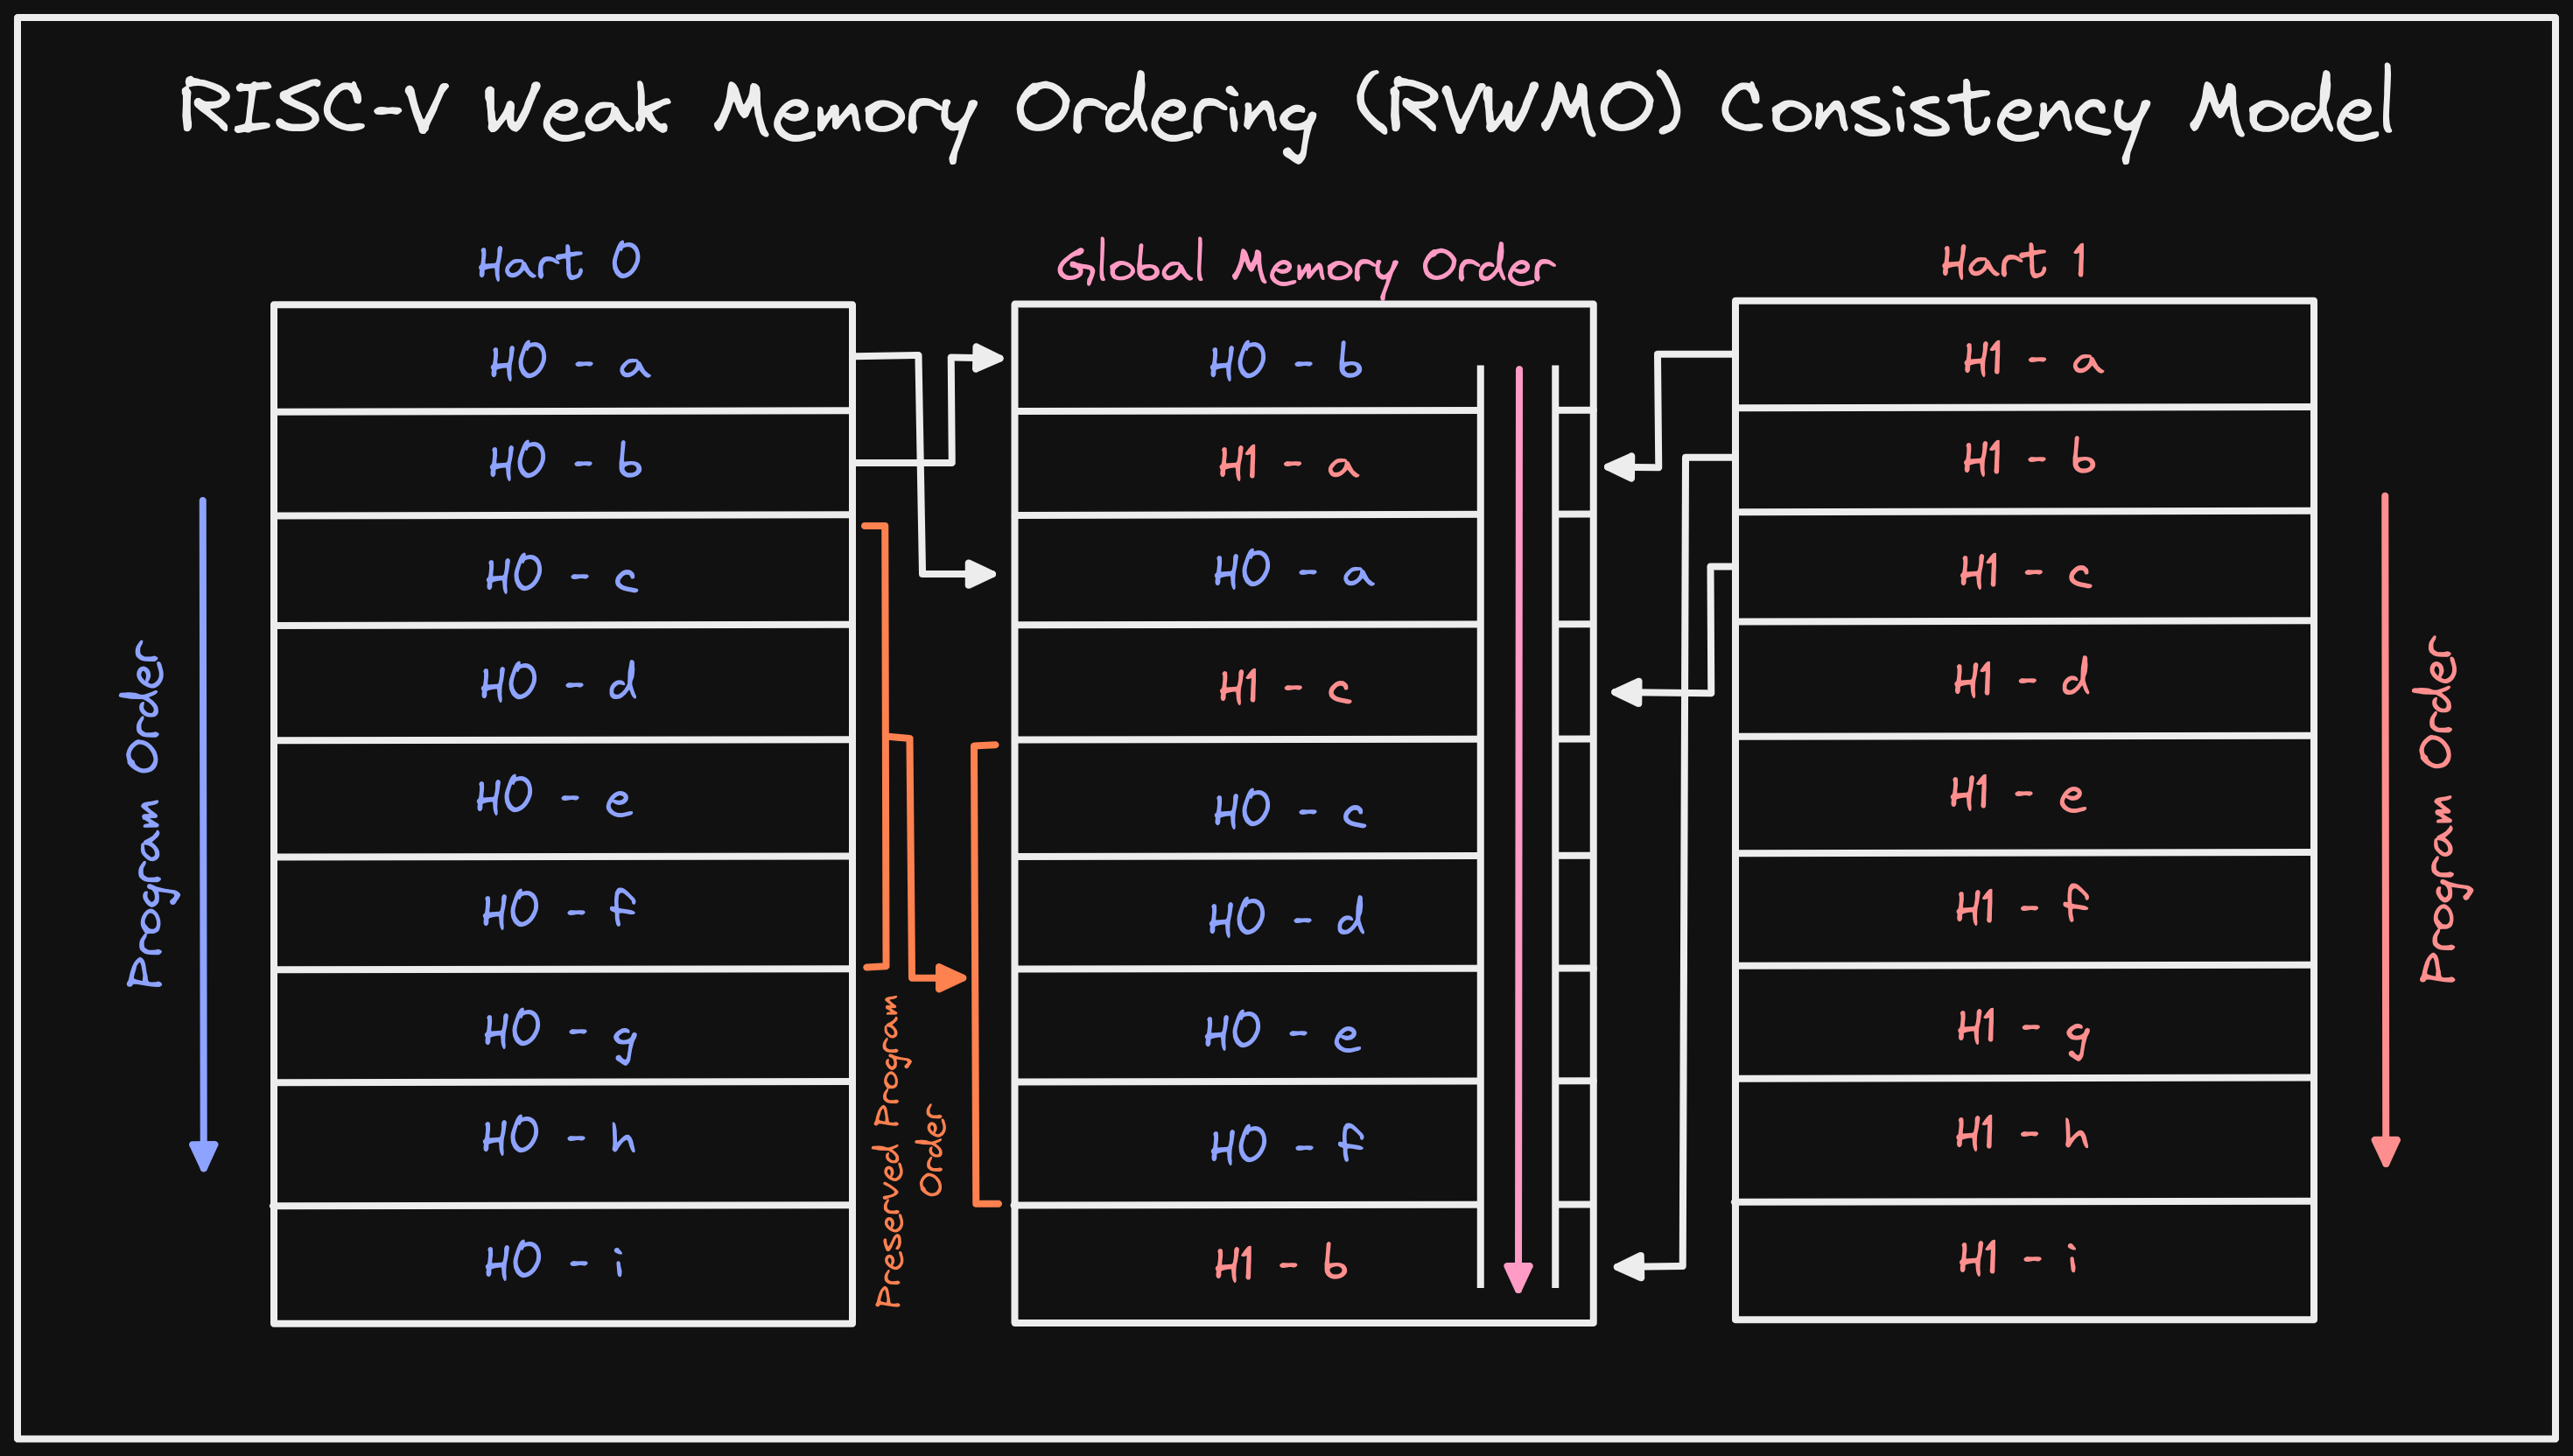 RISC-V Weak Memory Ordering (RVWMO) Consistency Model
Hart 0
Global Memory Order
Hart 1
Program Order
H0 - a
H0 - b
H0 - c
H0 - d
H0 - e
H0 - f
H0 - g
H0 - h
H0 - i
Preserved Program
Order
H0 - b
H1 - a
H0 - a
H1 - c
H0 - c
H0 - d
H0 - e
H0 - f
H1 - b
H1 - a
H1 - b
H1 - c
H1 - d
H1 - e
H1 - f
H1 - g
H1 - h
H1 - i
Program Order